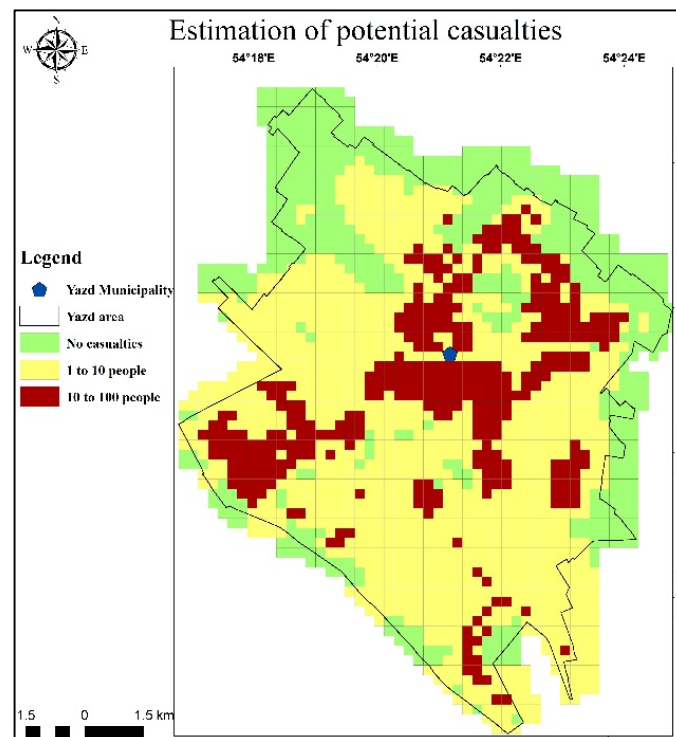 Estimation of potential casualties
N
W E
S
54°18'E 54°20'E 54°22'E 54°24'E
Legend
Yazd Municipality
Yazd area
No casualtics
1 to 10 people
10 to 100 people
1.5 0 1.5 km